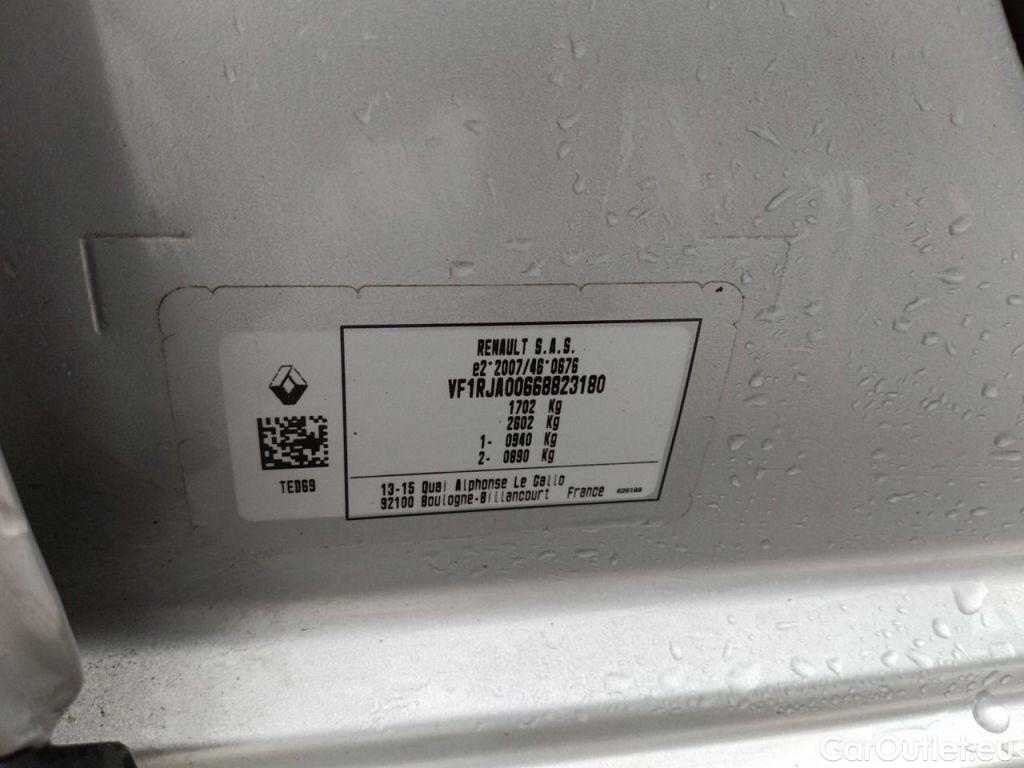 RENAULT S.A.S.
e2*2007/46*0676
VF1RJA00668823180
1702 Kg
2602 Kg
1- 0940 Kg
2- 0890 Kg
TED69
13-15 Quai Alphonse Le Gallo
92100 Boulogne-Billancourt France
CarOutlet.eu